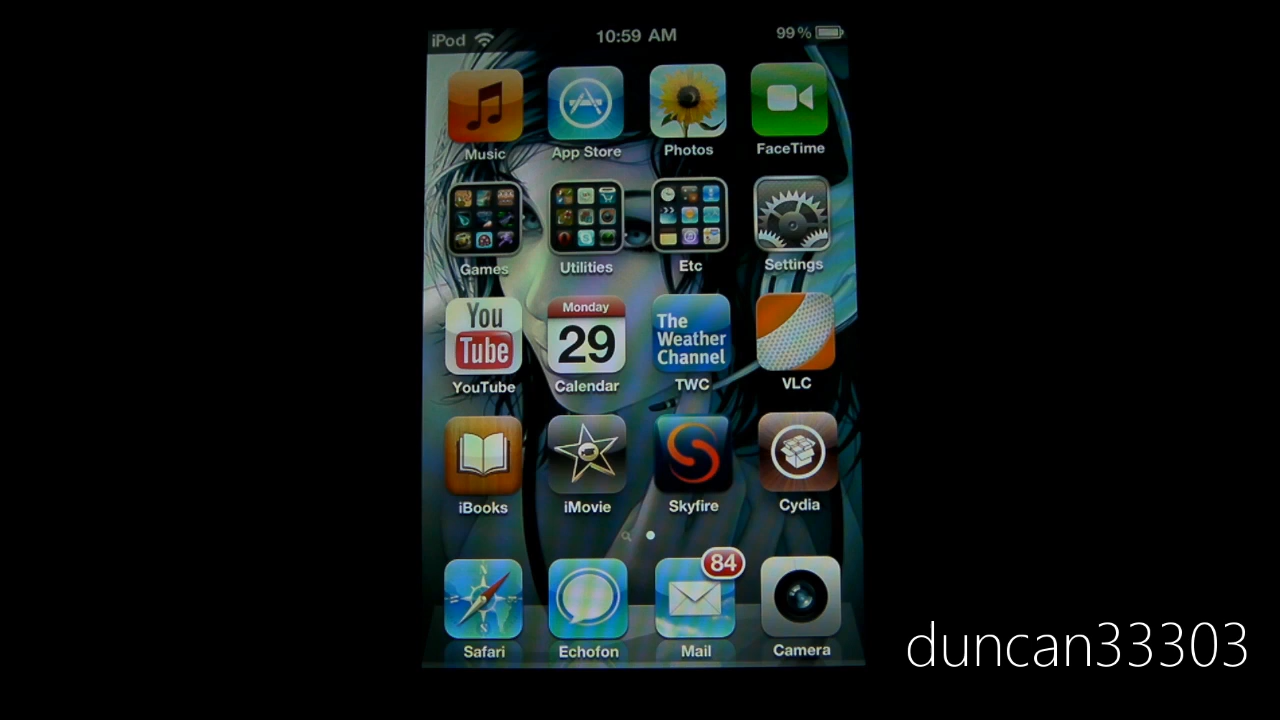 iPod 10:59 AM 99%
Music App Store Photos FaceTime
Games Utilities Etc Settings
You
Tube
Monday
29
The
Weather
Channel
YouTube Calendar TWC VLC
iBooks iMovie Skyfire Cydia
84
Safari Echofon Mail Camera
duncan33303